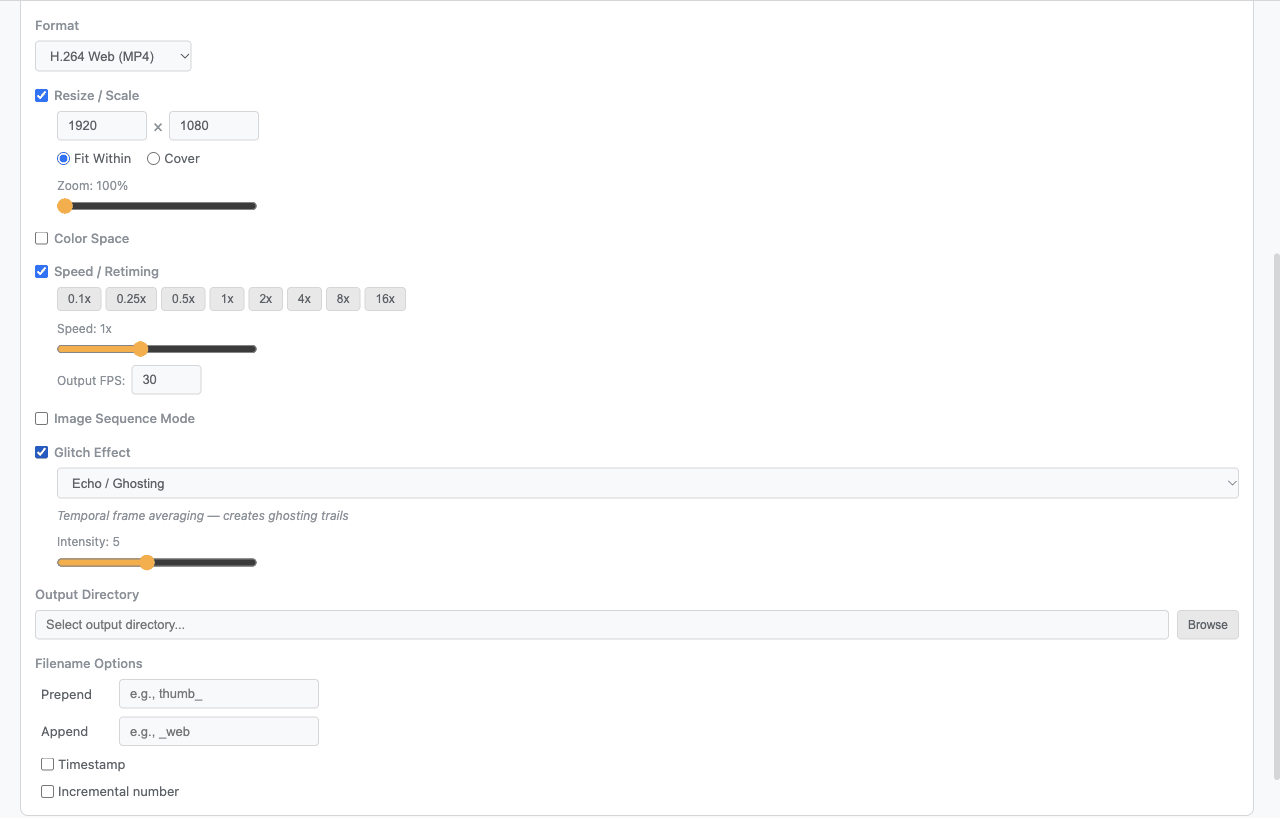 Format
H.264 Web (MP4)
Resize / Scale
1920 × 1080
Fit Within Cover
Zoom: 100%
Color Space
Speed / Retiming
0.1x 0.25x 0.5x 1x 2x 4x 8x 16x
Speed: 1x
Output FPS: 30
Image Sequence Mode
Glitch Effect
Echo / Ghosting
Temporal frame averaging — creates ghosting trails
Intensity: 5
Output Directory
Select output directory... Browse
Filename Options
Prepend e.g., thumb_
Append e.g., _web
Timestamp
Incremental number